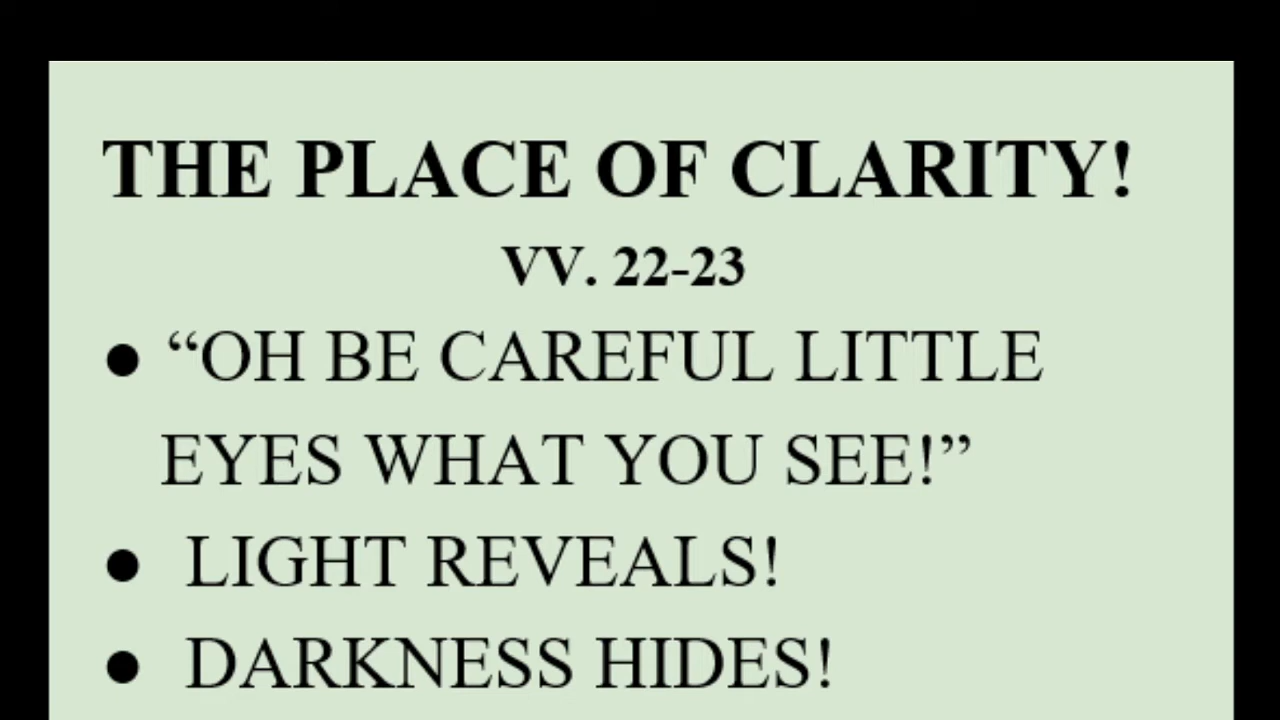 THE PLACE OF CLARITY!
VV. 22-23
● “OH BE CAREFUL LITTLE
EYES WHAT YOU SEE!”
● LIGHT REVEALS!
● DARKNESS HIDES!